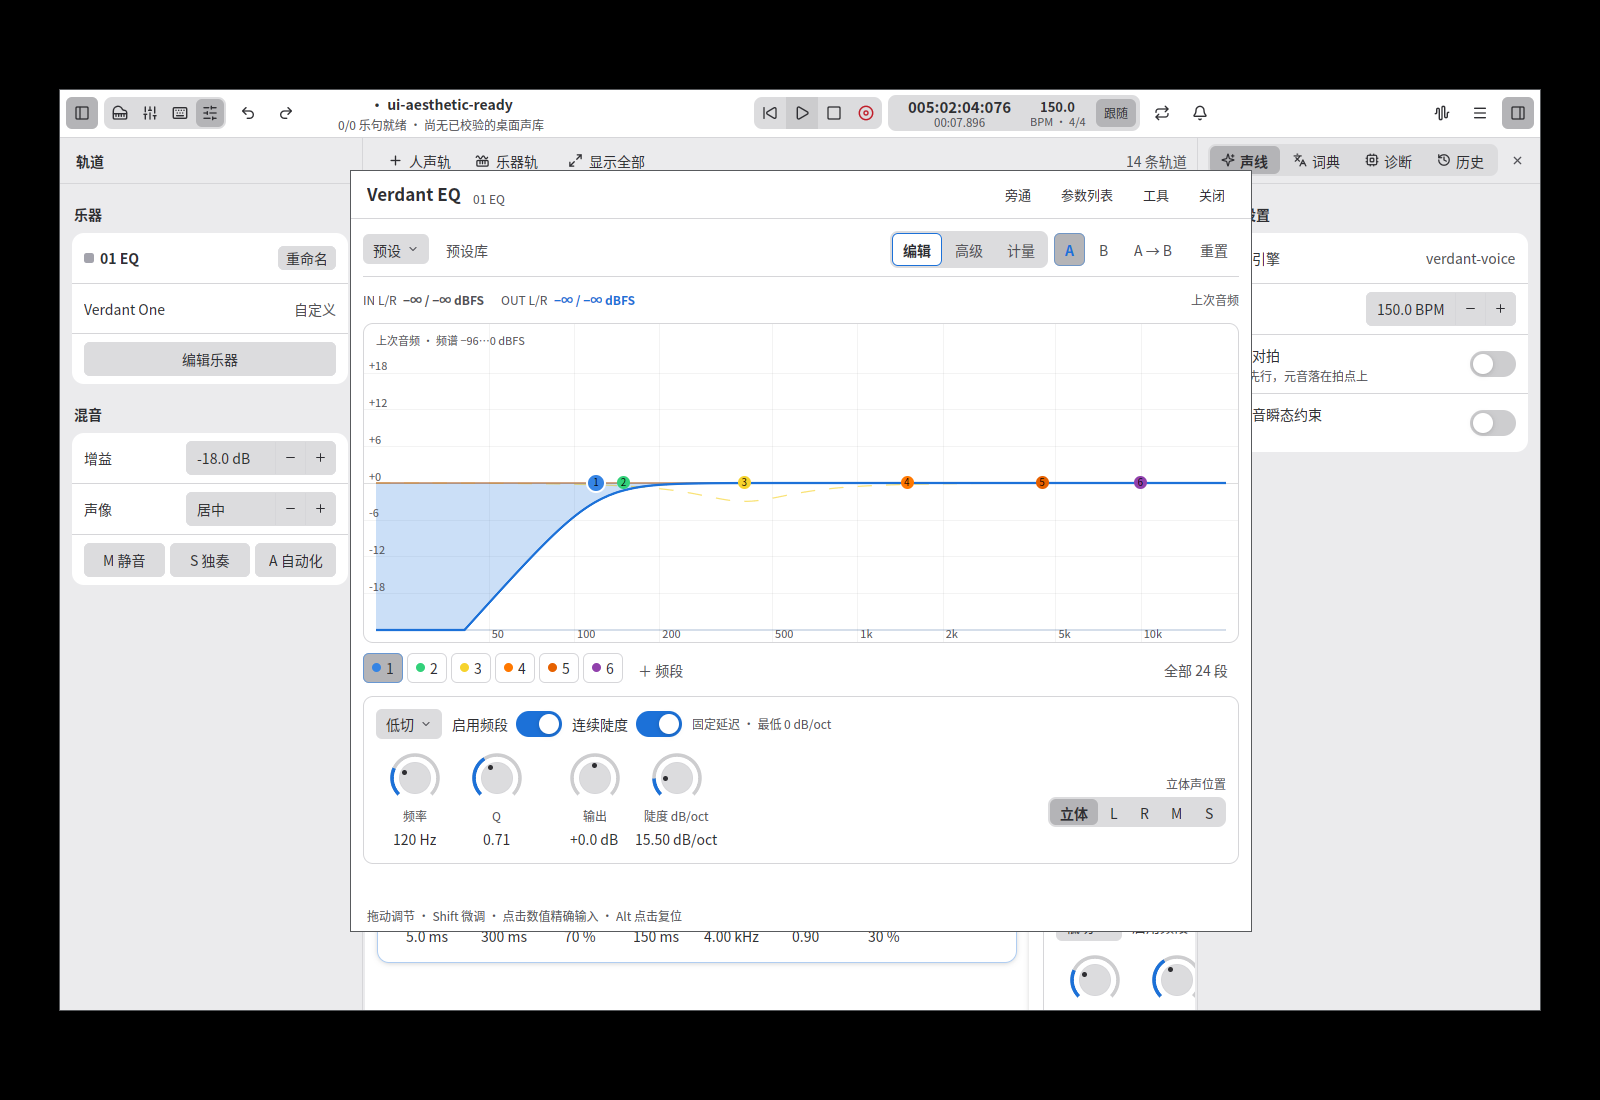 • ui-aesthetic-ready
0/0 乐句就绪 • 尚无已校验的桌面声库
005:02:04:076
00:07.896
150.0
BPM • 4/4
跟随
轨道
人声轨
乐器轨
显示全部
14 条轨道
声线
词典
诊断
历史
乐器
01 EQ
重命名
Verdant One
自定义
编辑乐器
混音
增益
-18.0 dB
声像
居中
M 静音
S 独奏
A 自动化
Verdant EQ
01 EQ
旁通
参数列表
工具
关闭
预设
预设库
编辑
高级
计量
A
B
A→B
重置
IN L/R −∞ / −∞ dBFS
OUT L/R −∞ / −∞ dBFS
上次音频
上次音频 • 频谱 −96⋯0 dBFS
+18
+12
+6
+0
-6
-12
-18
1
2
3
4
5
6
50
100
200
500
1k
2k
5k
10k
1
2
3
4
5
6
＋ 频段
全部 24 段
低切
启用频段
连续陡度
固定延迟 • 最低 0 dB/oct
频率
120 Hz
Q
0.71
输出
+0.0 dB
陡度 dB/oct
15.50 dB/oct
立体声位置
立体
L
R
M
S
拖动调节 • Shift 微调 • 点击数值精确输入 • Alt 点击复位
5.0 ms
300 ms
70 %
150 ms
4.00 kHz
0.90
30 %
置
引擎
verdant-voice
150.0 BPM
对拍
先行，元音落在拍点上
音瞬态约束